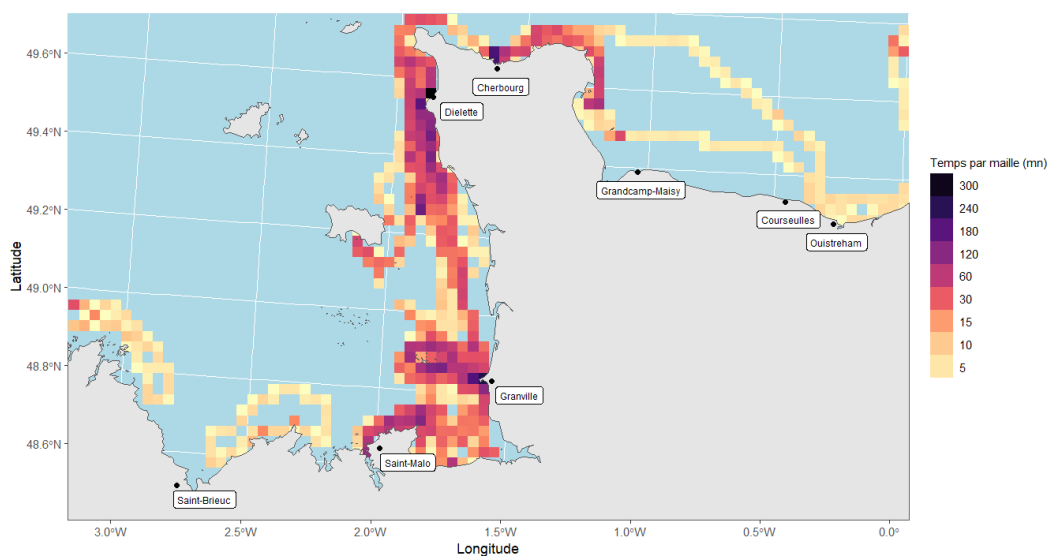 49.6°N
49.4°N
49.2°N
49.0°N
48.8°N
48.6°N
Latitude
Cherbourg
Dielette
Grandcamp-Maisy
Courseulles
Ouistreham
Granville
Saint-Malo
Saint-Brieuc
3.0°W
2.5°W
2.0°W
1.5°W
1.0°W
0.5°W
0.0°
Longitude
Temps par maille (mn)
300
240
180
120
60
30
15
10
5